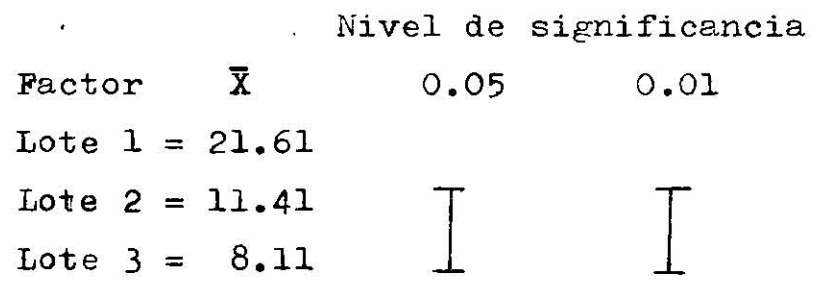 Nivel de significancia
Factor X̄ 0.05 0.01
Lote 1 = 21.61
Lote 2 = 11.41
Lote 3 = 8.11